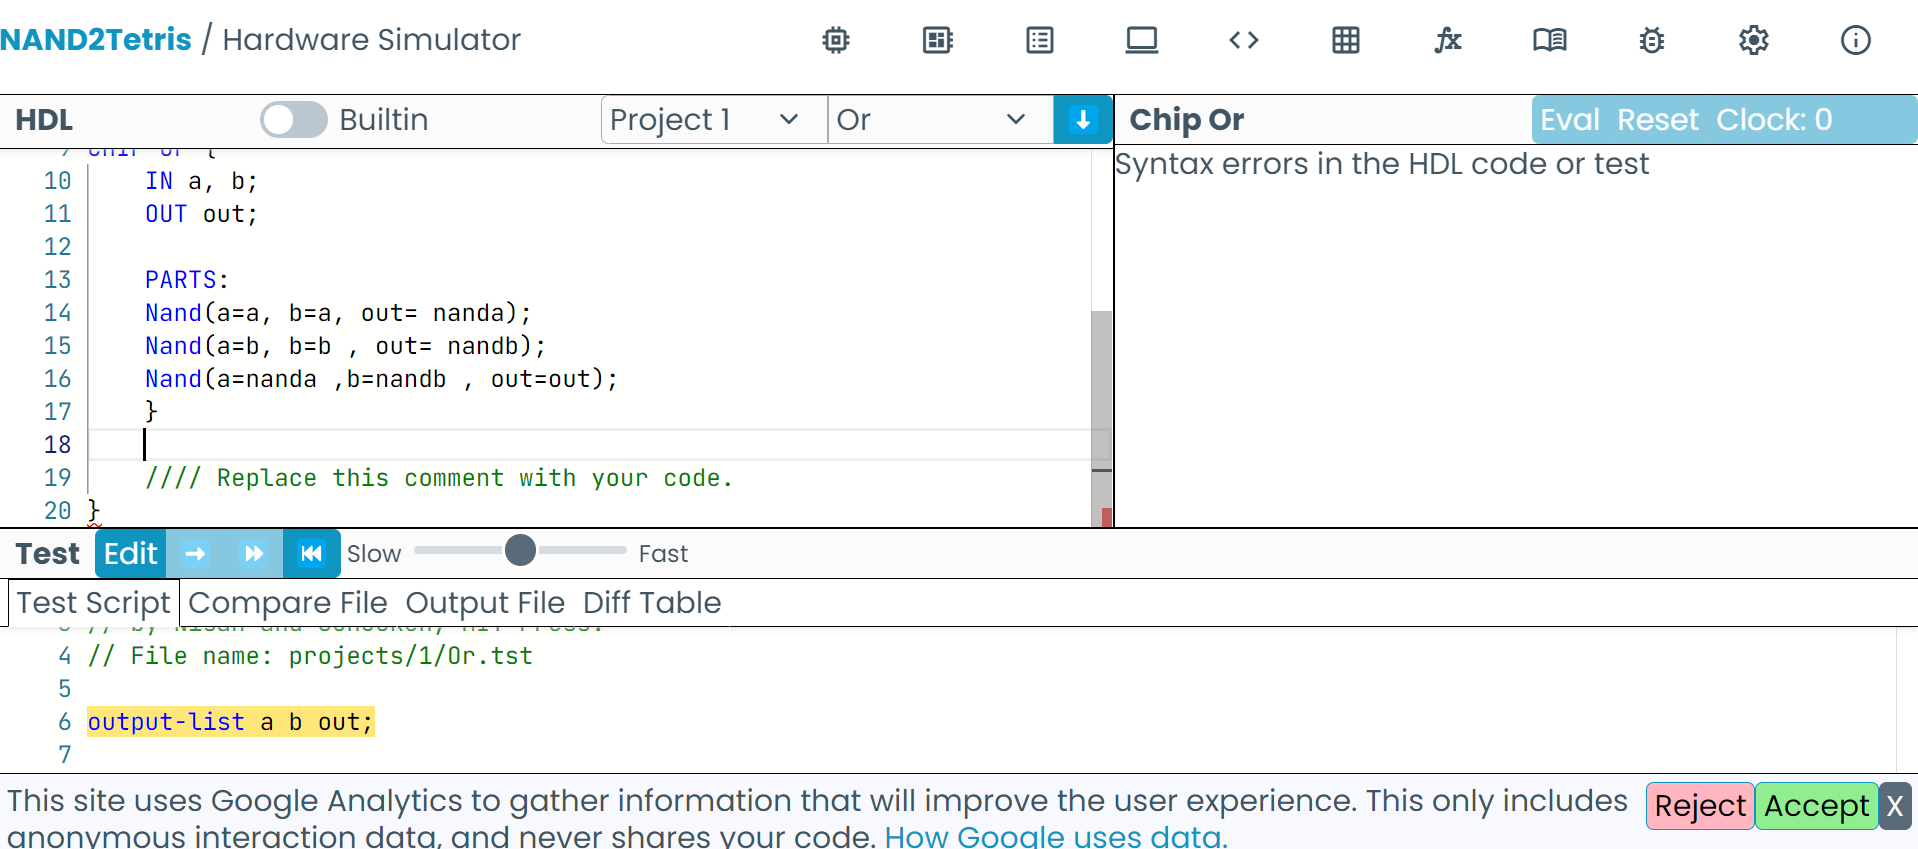 NAND2Tetris / Hardware Simulator
HDL Builtin Project 1 Or Chip Or Eval Reset Clock: 0
Syntax errors in the HDL code or test
10 IN a, b;
11 OUT out;
12
13 PARTS:
14 Nand(a=a, b=a, out= nanda);
15 Nand(a=b, b=b , out= nandb);
16 Nand(a=nanda ,b=nandb , out=out);
17 }
18
19 //// Replace this comment with your code.
20 }
Test Edit Slow Fast
Test Script Compare File Output File Diff Table
4 // File name: projects/1/Or.tst
5
6 output-list a b out;
7
This site uses Google Analytics to gather information that will improve the user experience. This only includes
anonymous interaction data, and never shares your code. How Google uses data.
Reject Accept X